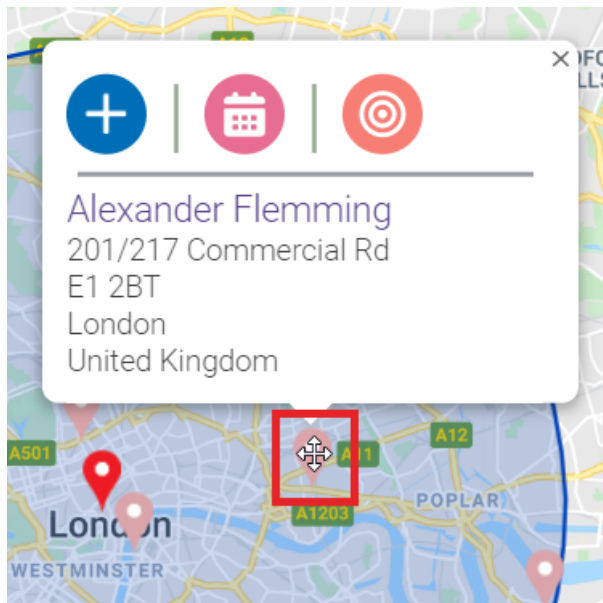 Alexander Flemming
201/217 Commercial Rd
E1 2BT
London
United Kingdom
A12
A501
A11
POPLAR
A1203
London
WESTMINSTER